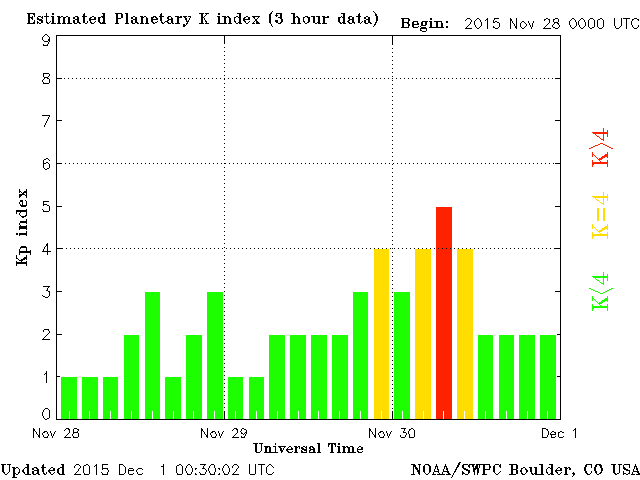 Estimated Planetary K index (3 hour data) Begin: 2015 Nov 28 0000 UTC
9
8
7
6
5
4
3
2
1
0
Kp index
K>4
K=4
K<4
Nov 28 Nov 29 Nov 30 Dec 1
Universal Time
Updated 2015 Dec 1 00:30:02 UTC NOAA/SWPC Boulder, CO USA